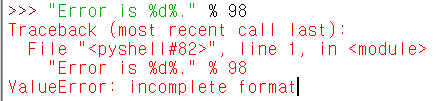 >>> "Error is %d%." % 98
Traceback (most recent call last):
  File "<pyshell#82>", line 1, in <module>
    "Error is %d%." % 98
ValueError: incomplete format